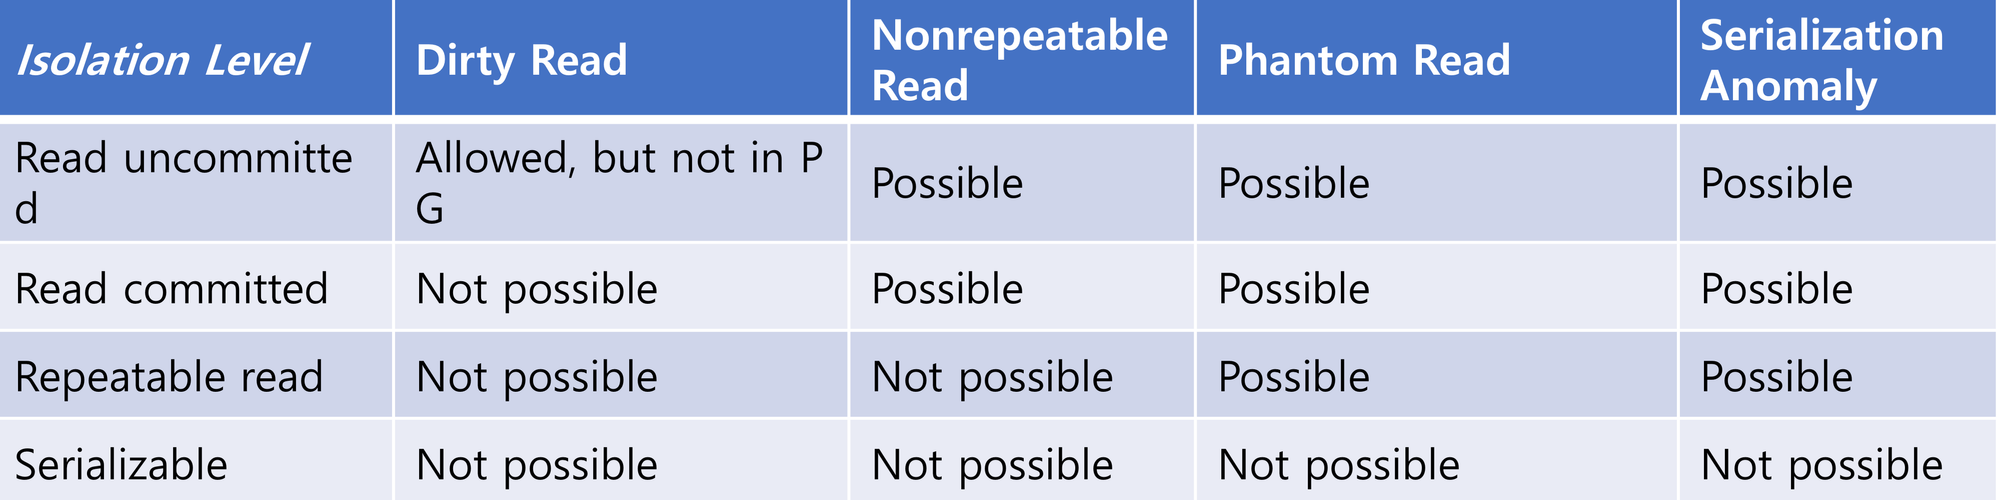 Isolation Level
Dirty Read
Nonrepeatable
Read
Phantom Read
Serialization
Anomaly
Read uncommitte
d
Allowed, but not in P
G
Possible
Possible
Possible
Read committed
Not possible
Possible
Possible
Possible
Repeatable read
Not possible
Not possible
Possible
Possible
Serializable
Not possible
Not possible
Not possible
Not possible